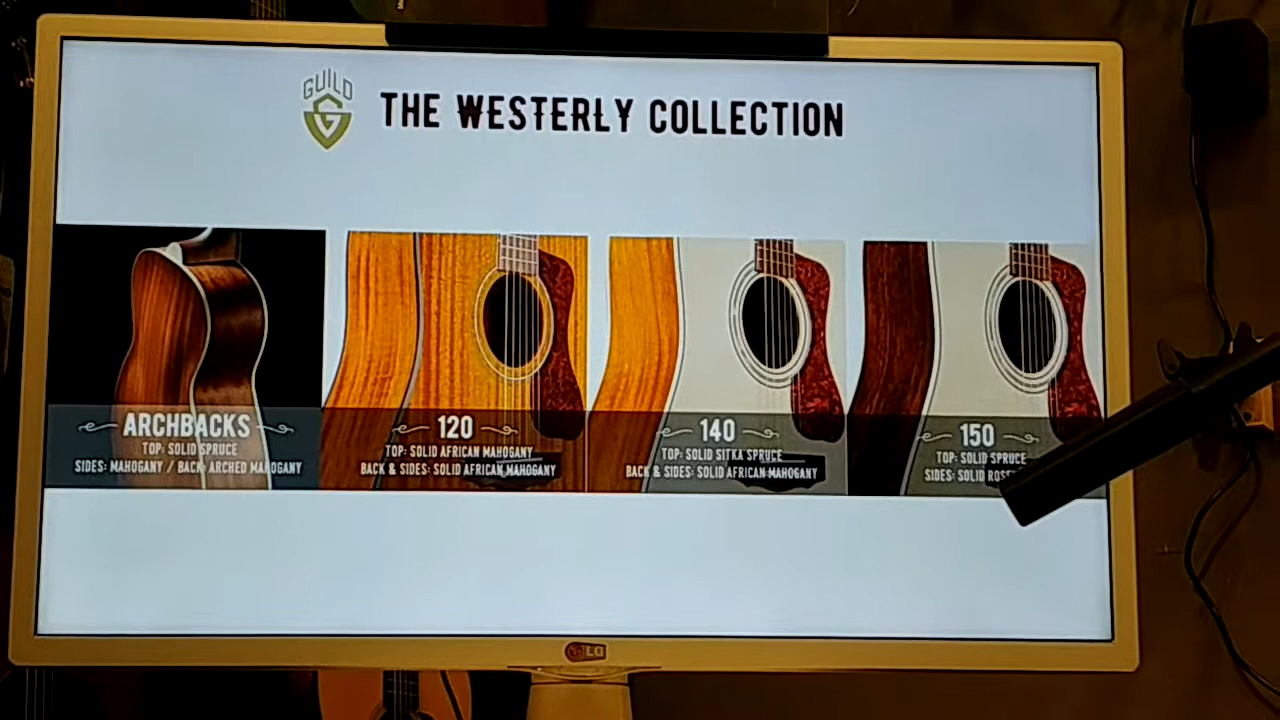 GUILD
G
THE WESTERLY COLLECTION
ARCHBACKS
TOP: SOLID SPRUCE
SIDES: MAHOGANY / BACK: ARCHED MAHOGANY
120
TOP: SOLID AFRICAN MAHOGANY
BACK & SIDES: SOLID AFRICAN MAHOGANY
140
TOP: SOLID SITKA SPRUCE
BACK & SIDES: SOLID AFRICAN MAHOGANY
150
TOP: SOLID SPRUCE
SIDES: SOLID
LG